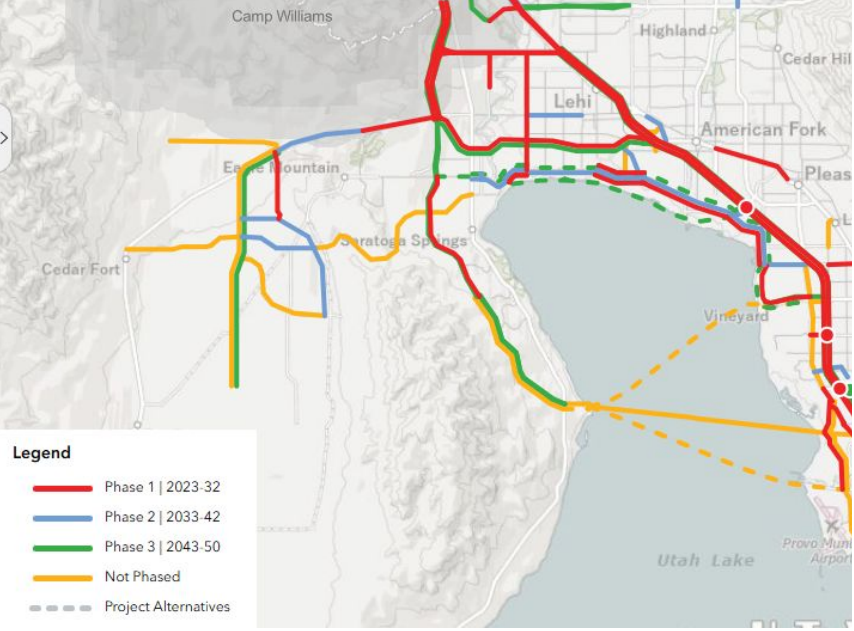 Camp Williams
Highland
Cedar Hil
Lehi
American Fork
Pleas
Eagle Mountain
Saratoga Springs
Cedar Fort
Vineyard
Legend
Phase 1 | 2023-32
Phase 2 | 2033-42
Phase 3 | 2043-50
Not Phased
Project Alternatives
Provo Muni
Airport
Utah Lake